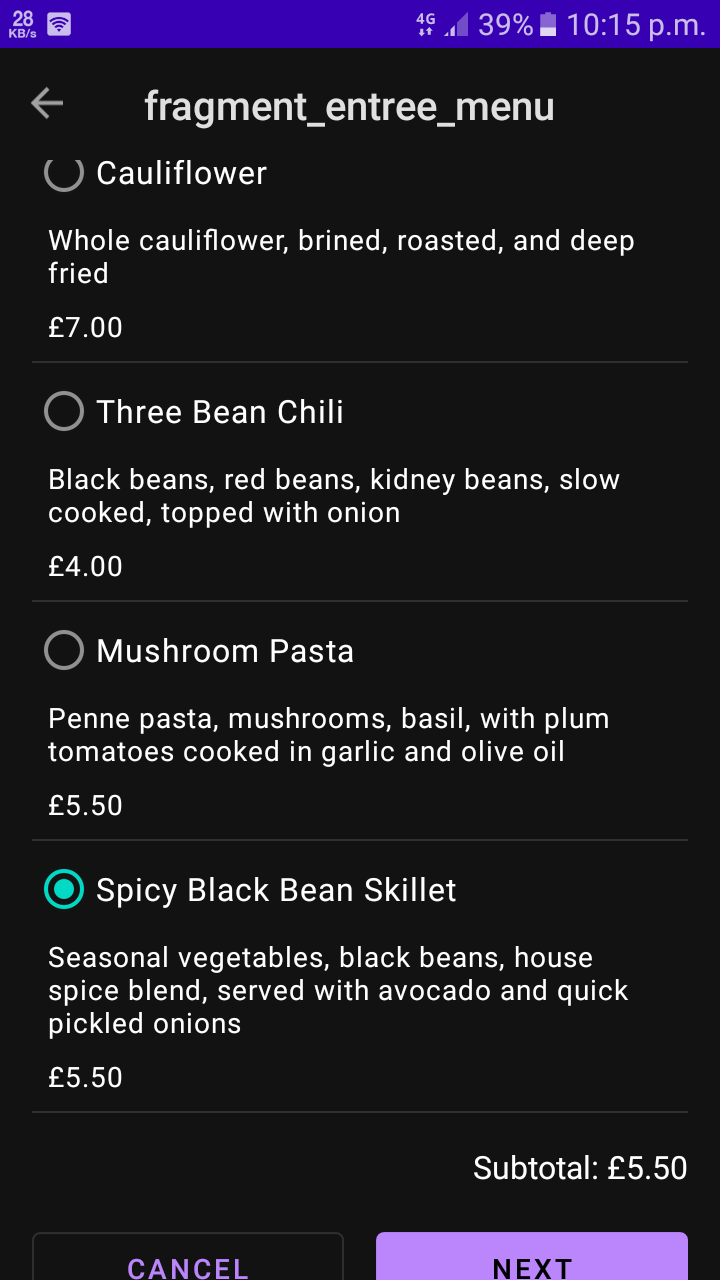 28
KB/s
4G
39%
10:15 p.m.
fragment_entree_menu
Cauliflower
Whole cauliflower, brined, roasted, and deep
fried
£7.00
Three Bean Chili
Black beans, red beans, kidney beans, slow
cooked, topped with onion
£4.00
Mushroom Pasta
Penne pasta, mushrooms, basil, with plum
tomatoes cooked in garlic and olive oil
£5.50
Spicy Black Bean Skillet
Seasonal vegetables, black beans, house
spice blend, served with avocado and quick
pickled onions
£5.50
Subtotal: £5.50
CANCEL
NEXT